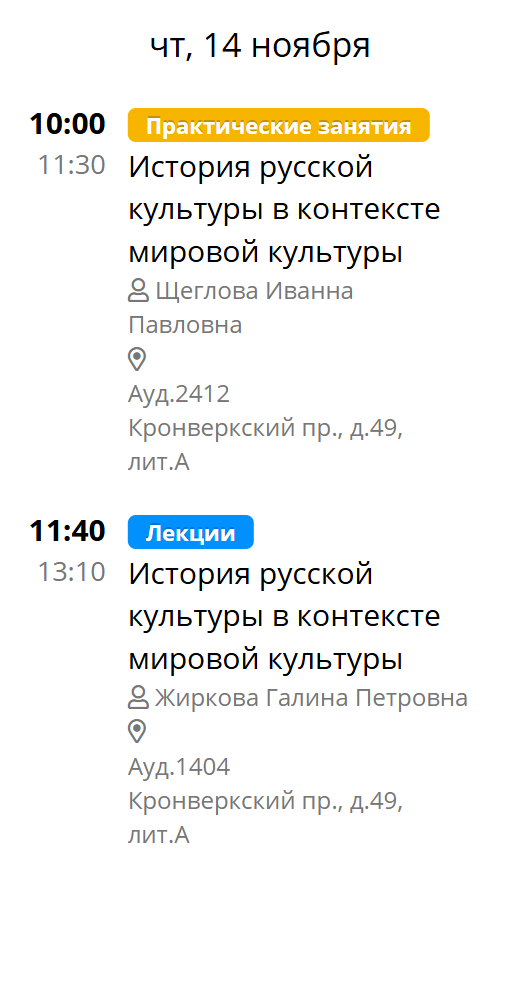 чт, 14 ноября
10:00 Практические занятия
11:30 История русской
культуры в контексте
мировой культуры
Щеглова Иванна
Павловна
Ауд.2412
Кронверкский пр., д.49,
лит.А
11:40 Лекции
13:10 История русской
культуры в контексте
мировой культуры
Жиркова Галина Петровна
Ауд.1404
Кронверкский пр., д.49,
лит.А